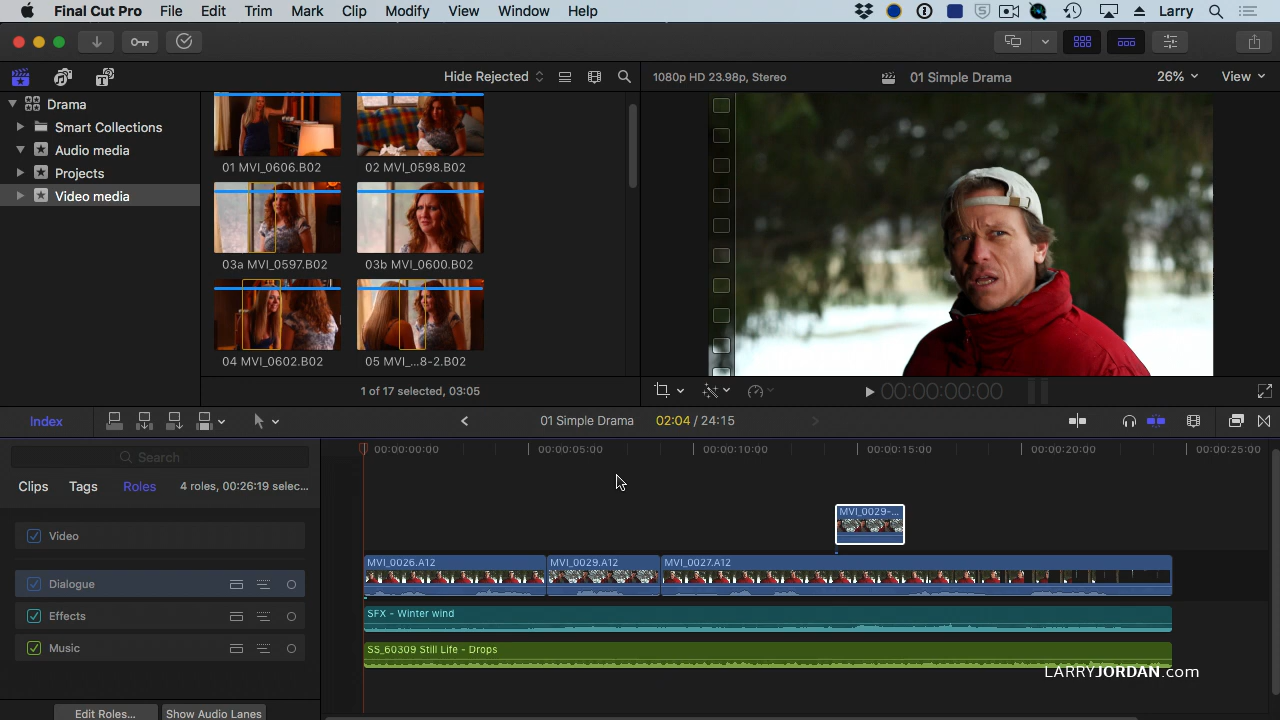 Final Cut Pro File Edit Trim Mark Clip Modify View Window Help Larry
Hide Rejected
1080p HD 23.98p, Stereo
01 Simple Drama
26%
View
Drama
Smart Collections
Audio media
Projects
Video media
01 MVI_0606.B02
02 MVI_0598.B02
03a MVI_0597.B02
03b MVI_0600.B02
04 MVI_0602.B02
05 MVI_...8-2.B02
1 of 17 selected, 03:05
00:00:00:00
Index
01 Simple Drama
02:04 / 24:15
Search
Clips Tags Roles 4 roles, 00:26:19 selec...
Video
Dialogue
Effects
Music
Edit Roles...
Show Audio Lanes
00:00:00:00 00:00:05:00 00:00:10:00 00:00:15:00 00:00:20:00 00:00:25:00
MVI_0029-...
MVI_0026.A12
MVI_0029.A12
MVI_0027.A12
SFX - Winter wind
SS_60309 Still Life - Drops
LARRYJORDAN.com